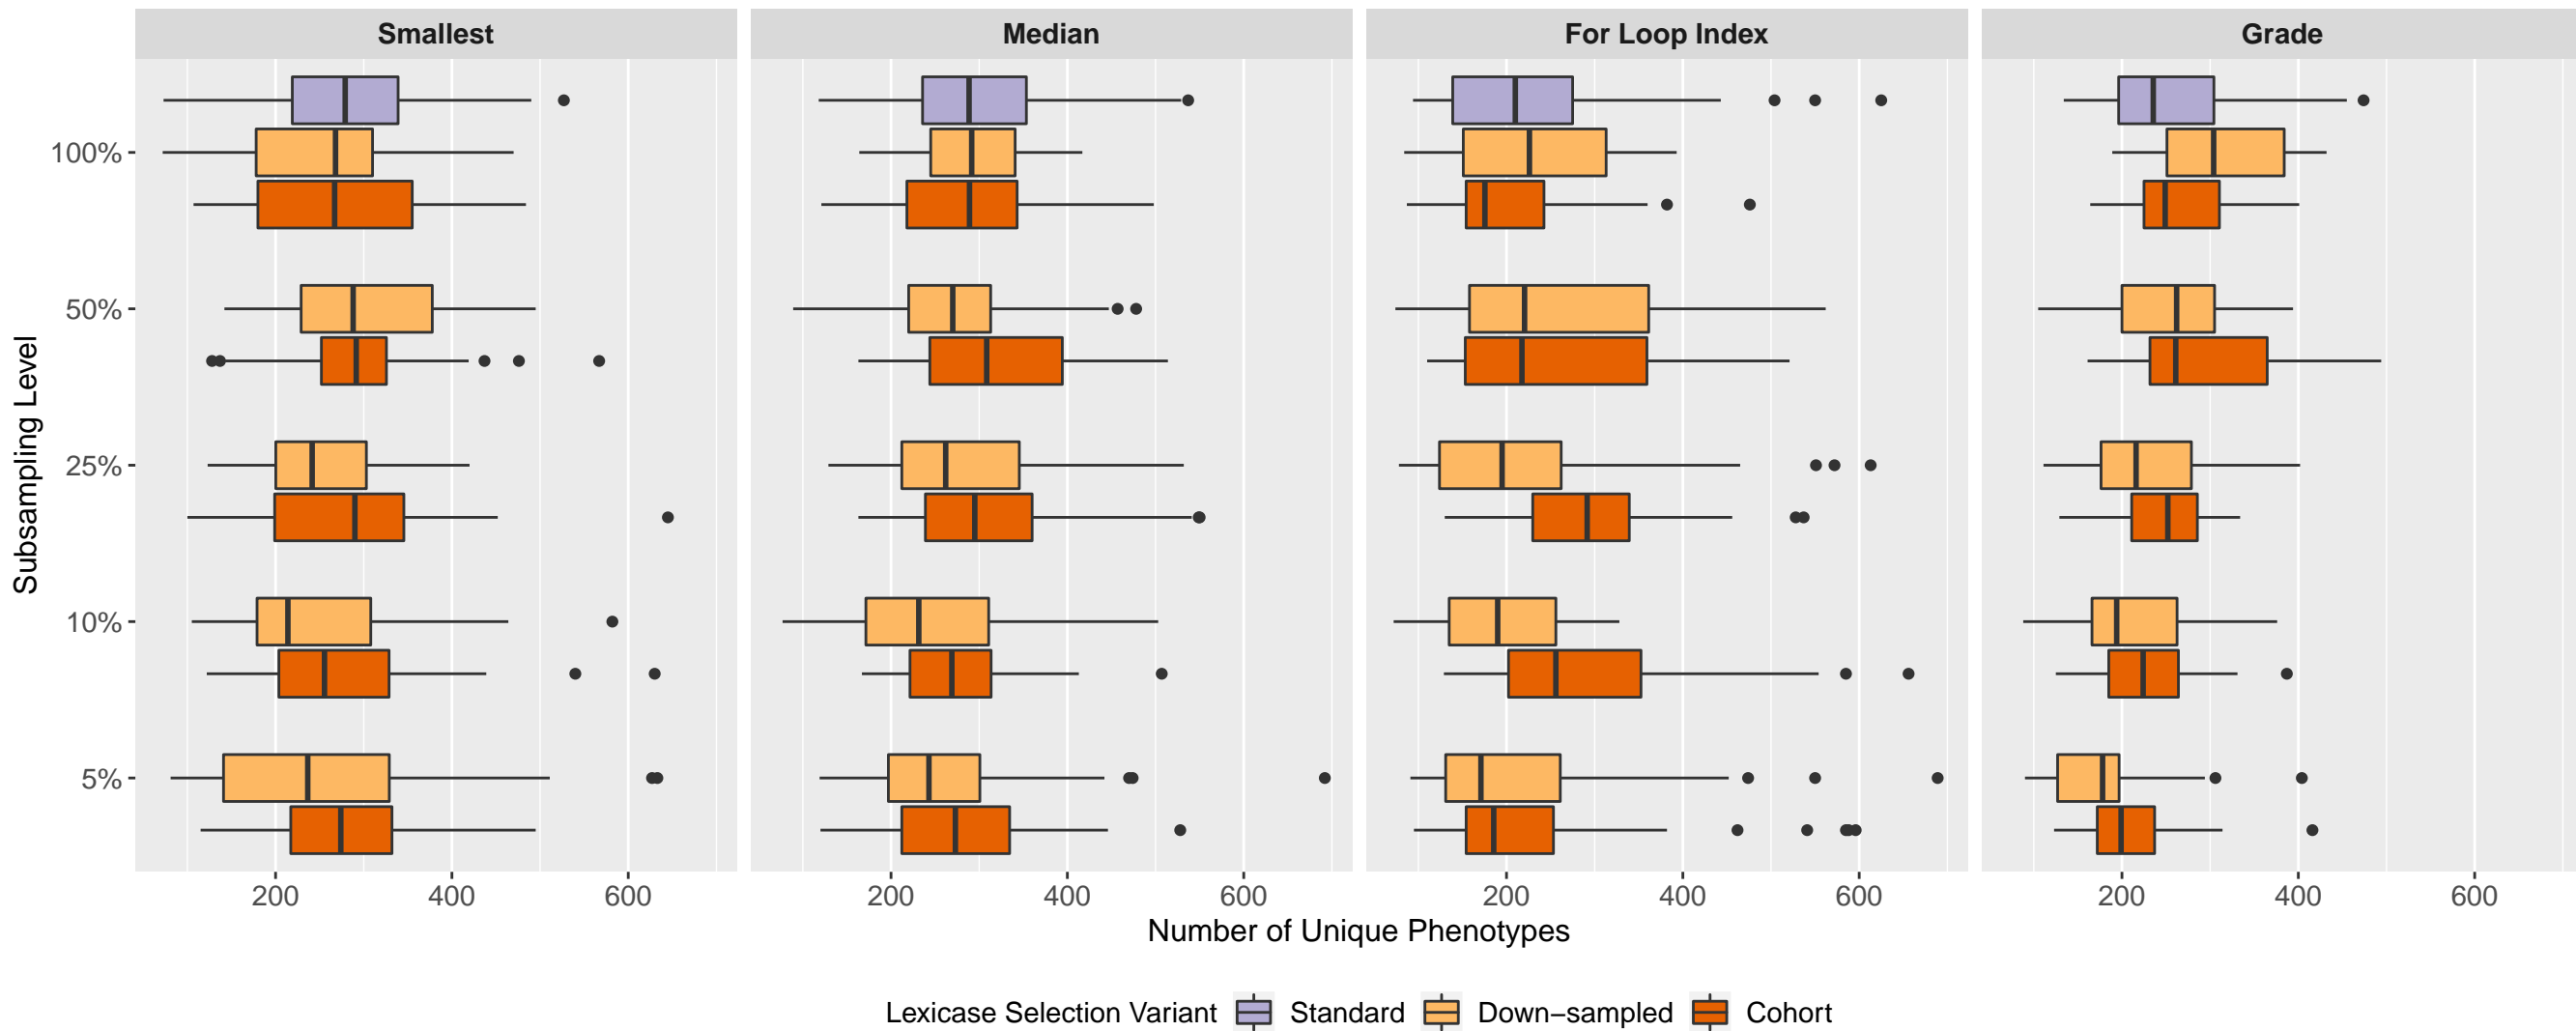 Smallest Median For Loop Index Grade
100%
50%
25%
10%
5%
Subsampling Level
200 400 600 200 400 600 200 400 600 200 400 600
Number of Unique Phenotypes
Lexicase Selection Variant Standard Down−sampled Cohort